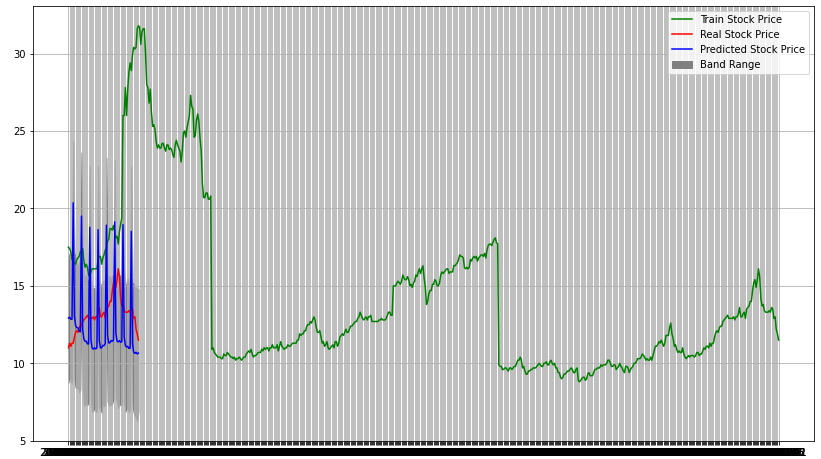 Train Stock Price
Real Stock Price
Predicted Stock Price
Band Range
30
25
20
15
10
5